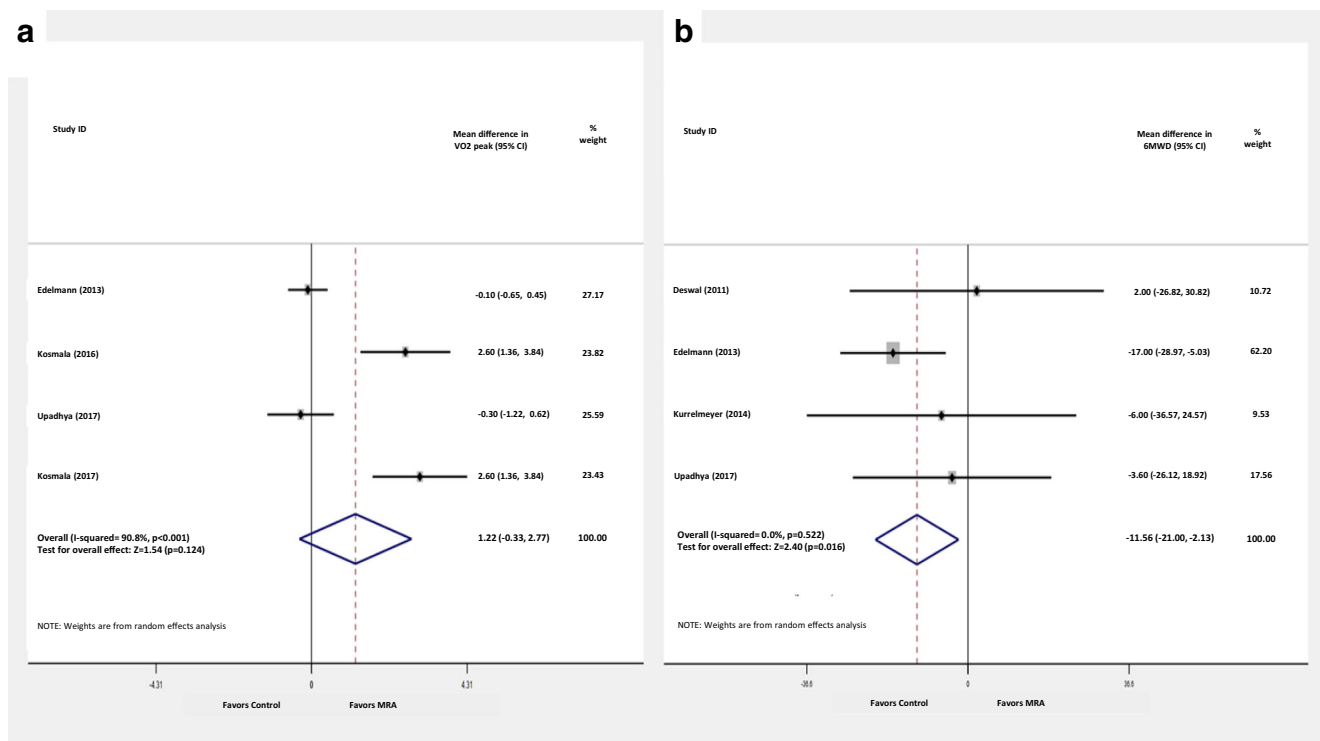 a
Study ID
Mean difference in
VO2 peak (95% CI)
%
weight
Edelmann (2013)
-0.10 (-0.65, 0.45)
27.17
Kosmala (2016)
2.60 (1.36, 3.84)
23.82
Upadhya (2017)
-0.30 (-1.22, 0.62)
25.59
Kosmala (2017)
2.60 (1.36, 3.84)
23.43
Overall (I-squared= 90.8%, p<0.001)
Test for overall effect: Z=1.54 (p=0.124)
1.22 (-0.33, 2.77)
100.00
NOTE: Weights are from random effects analysis
-4.31
0
4.31
Favors Control
Favors MRA
b
Study ID
Mean difference in
6MWD (95% CI)
%
weight
Deswal (2011)
2.00 (-26.82, 30.82)
10.72
Edelmann (2013)
-17.00 (-28.97, -5.03)
62.20
Kurrelmeyer (2014)
-6.00 (-36.57, 24.57)
9.53
Upadhya (2017)
-3.60 (-26.12, 18.92)
17.56
Overall (I-squared= 0.0%, p=0.522)
Test for overall effect: Z=2.40 (p=0.016)
-11.56 (-21.00, -2.13)
100.00
NOTE: Weights are from random effects analysis
-36.6
0
36.6
Favors Control
Favors MRA